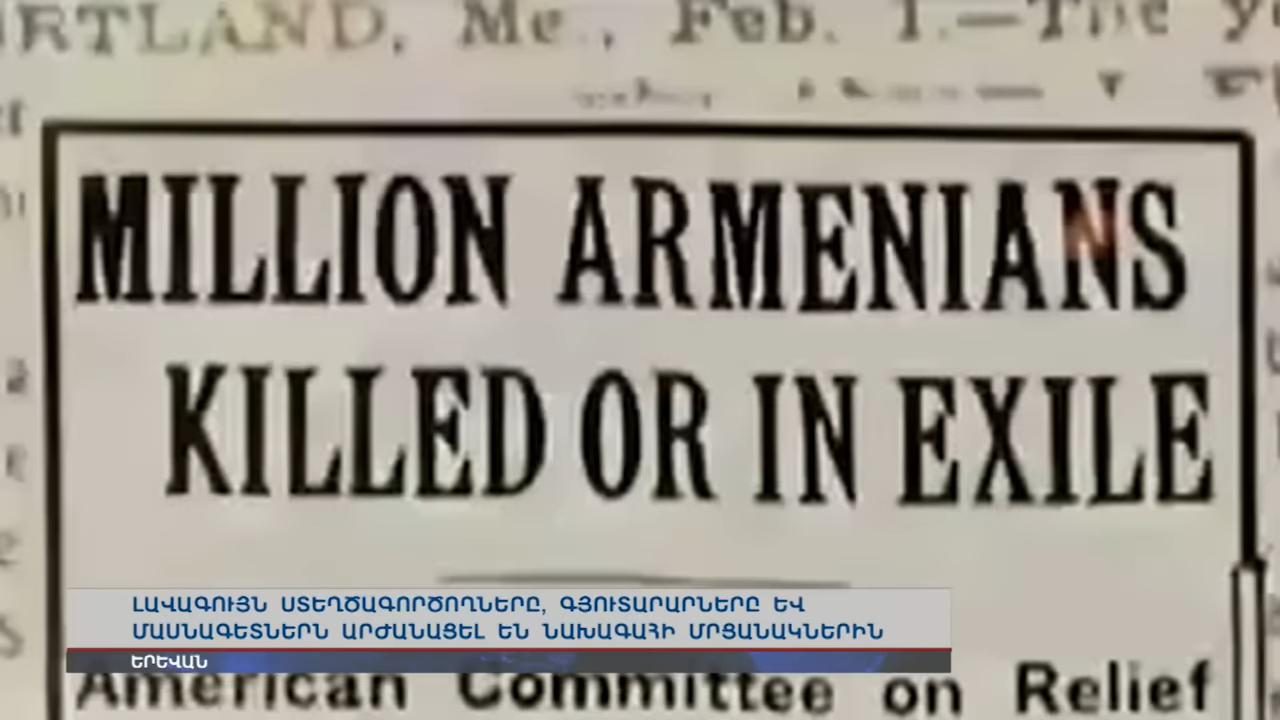 RTLAND, Me., Feb. 1.—The y
MILLION ARMENIANS
KILLED OR IN EXILE
ԼԱՎԱԳՈՒՅՆ ՍՏԵՂԾԱԳՈՐԾՈՂՆԵՐԸ, ԳՅՈՒՏԱՐԱՐՆԵՐԸ ԵՎ
ՄԱՍՆԱԳԵՏՆԵՐՆ ԱՐԺԱՆԱՑԵԼ ԵՆ ՆԱԽԱԳԱՀԻ ՄՐՑԱՆԱԿՆԵՐԻՆ
ԵՐԵՎԱՆ
American Committee on Relief